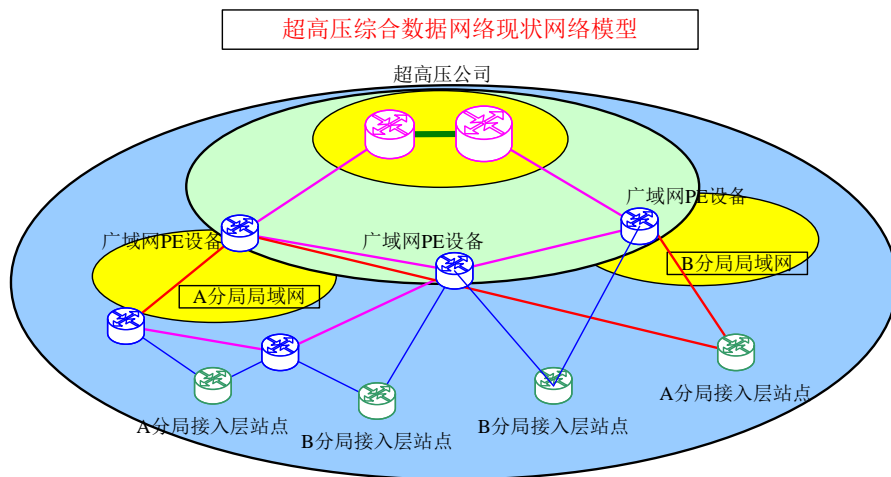 超高压综合数据网络现状网络模型
超高压公司
广域网PE设备
广域网PE设备
广域网PE设备
B分局局域网
A分局局域网
A分局接入层站点
A分局接入层站点
B分局接入层站点
B分局接入层站点